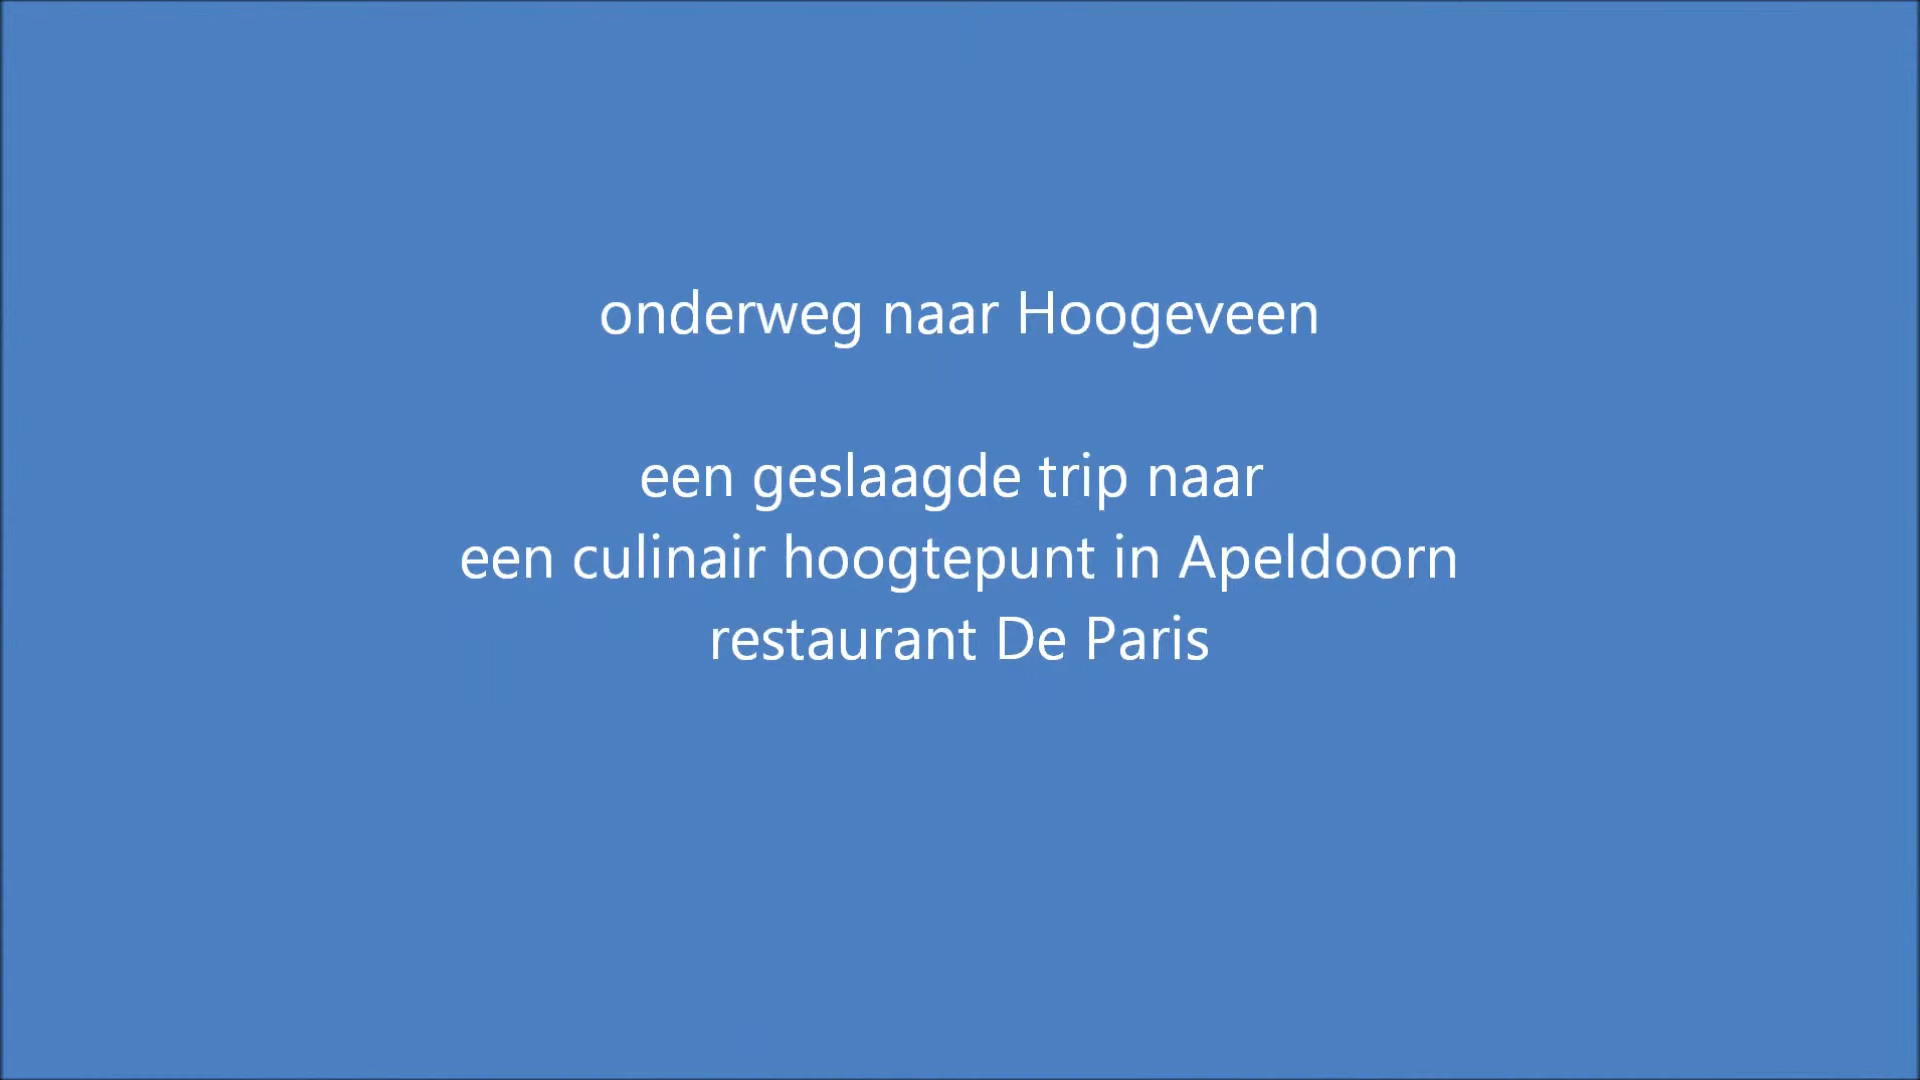 onderweg naar Hoogeveen
een geslaagde trip naar
een culinair hoogtepunt in Apeldoorn
restaurant De Paris